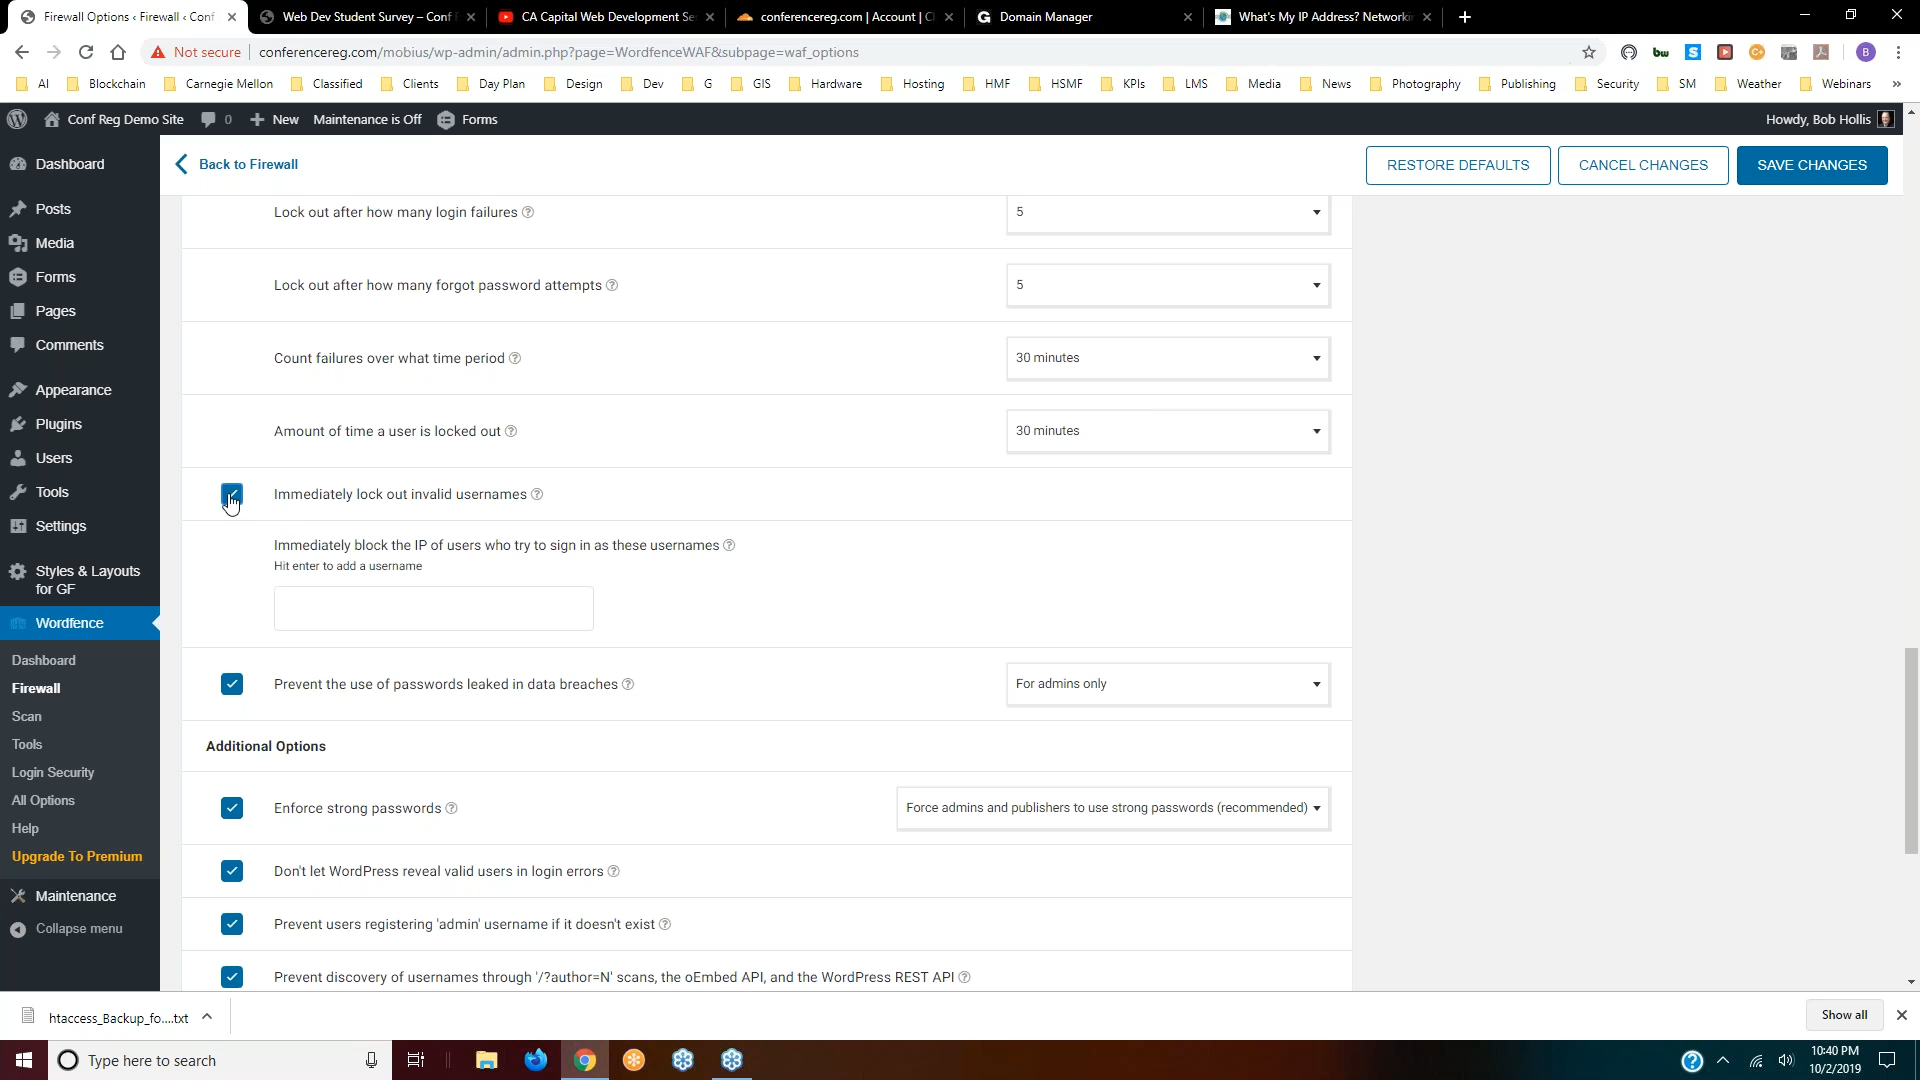 Firewall Options ‹ Firewall ‹ Conf
Web Dev Student Survey – Conf
CA Capital Web Development Se
conferencereg.com | Account | C
Domain Manager
What's My IP Address? Networkin
Not secure
conferencereg.com/mobius/wp-admin/admin.php?page=WordfenceWAF&subpage=waf_options
bw
B
AI
Blockchain
Carnegie Mellon
Classified
Clients
Day Plan
Design
Dev
G
GIS
Hardware
Hosting
HMF
HSMF
KPIs
LMS
Media
News
Photography
Publishing
Security
SM
Weather
Webinars
»
Conf Reg Demo Site
0
New
Maintenance is Off
Forms
Howdy, Bob Hollis
Dashboard
Posts
Media
Forms
Pages
Comments
Appearance
Plugins
Users
Tools
Settings
Styles & Layouts
for GF
Wordfence
Dashboard
Firewall
Scan
Tools
Login Security
All Options
Help
Upgrade To Premium
Maintenance
Collapse menu
Back to Firewall
RESTORE DEFAULTS
CANCEL CHANGES
SAVE CHANGES
Lock out after how many login failures
5
Lock out after how many forgot password attempts
5
Count failures over what time period
30 minutes
Amount of time a user is locked out
30 minutes
Immediately lock out invalid usernames
Immediately block the IP of users who try to sign in as these usernames
Hit enter to add a username
Prevent the use of passwords leaked in data breaches
For admins only
Additional Options
Enforce strong passwords
Force admins and publishers to use strong passwords (recommended)
Don't let WordPress reveal valid users in login errors
Prevent users registering 'admin' username if it doesn't exist
Prevent discovery of usernames through '/?author=N' scans, the oEmbed API, and the WordPress REST API
htaccess_Backup_fo....txt
Show all
Type here to search
10:40 PM
10/2/2019